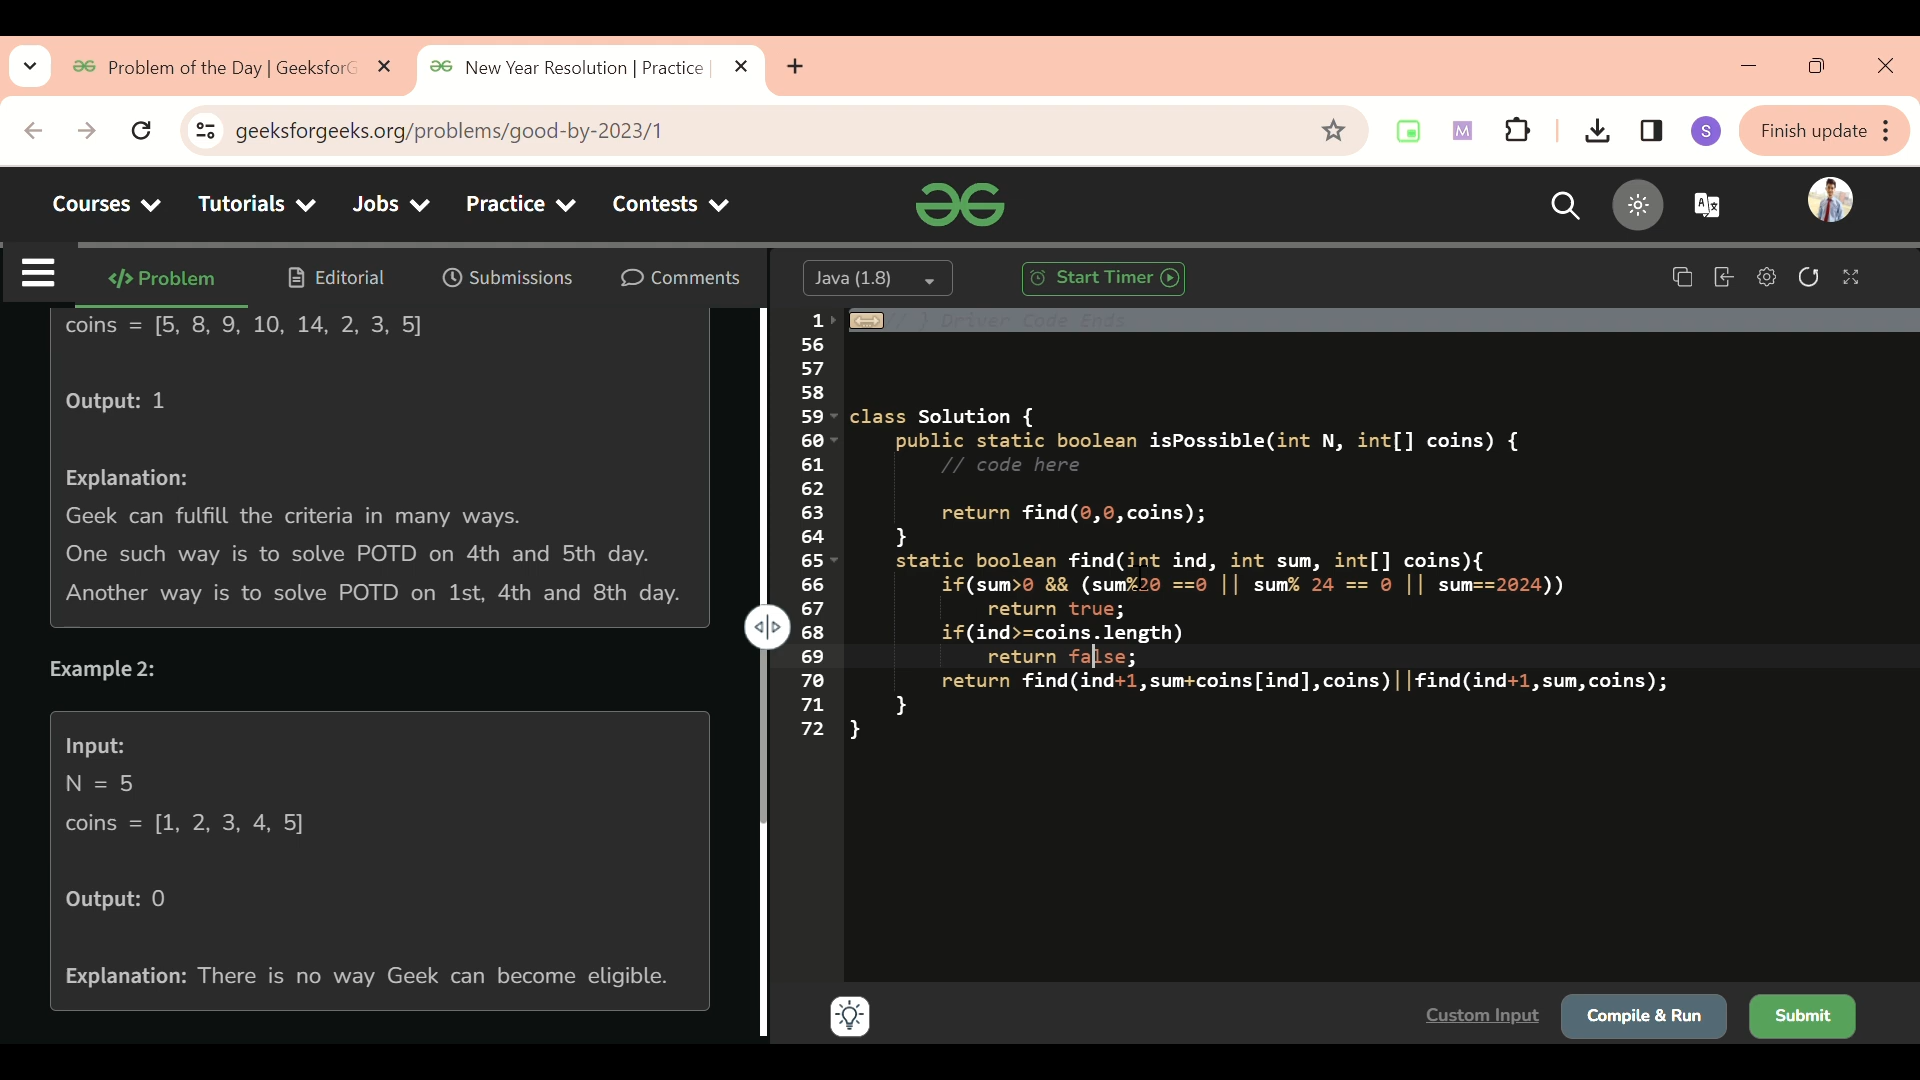 Problem of the Day | GeeksforG
New Year Resolution | Practice |
geeksforgeeks.org/problems/good-by-2023/1
M
S
Finish update
Courses
Tutorials
Jobs
Practice
Contests
</> Problem
Editorial
Submissions
Comments
Java (1.8)
Start Timer
coins = [5, 8, 9, 10, 14, 2, 3, 5]
Output: 1
Explanation:
Geek can fulfill the criteria in many ways.
One such way is to solve POTD on 4th and 5th day.
Another way is to solve POTD on 1st, 4th and 8th day.
Example 2:
Input:
N = 5
coins = [1, 2, 3, 4, 5]
Output: 0
Explanation: There is no way Geek can become eligible.
1 // } Driver Code Ends
56
57
58
59 class Solution {
60 public static boolean isPossible(int N, int[] coins) {
61 // code here
62
63 return find(0,0,coins);
64 }
65 static boolean find(int ind, int sum, int[] coins){
66 if(sum>0 && (sum%20 ==0 || sum% 24 == 0 || sum==2024))
67 return true;
68 if(ind>=coins.length)
69 return false;
70 return find(ind+1,sum+coins[ind],coins)||find(ind+1,sum,coins);
71 }
72 }
Custom Input
Compile & Run
Submit